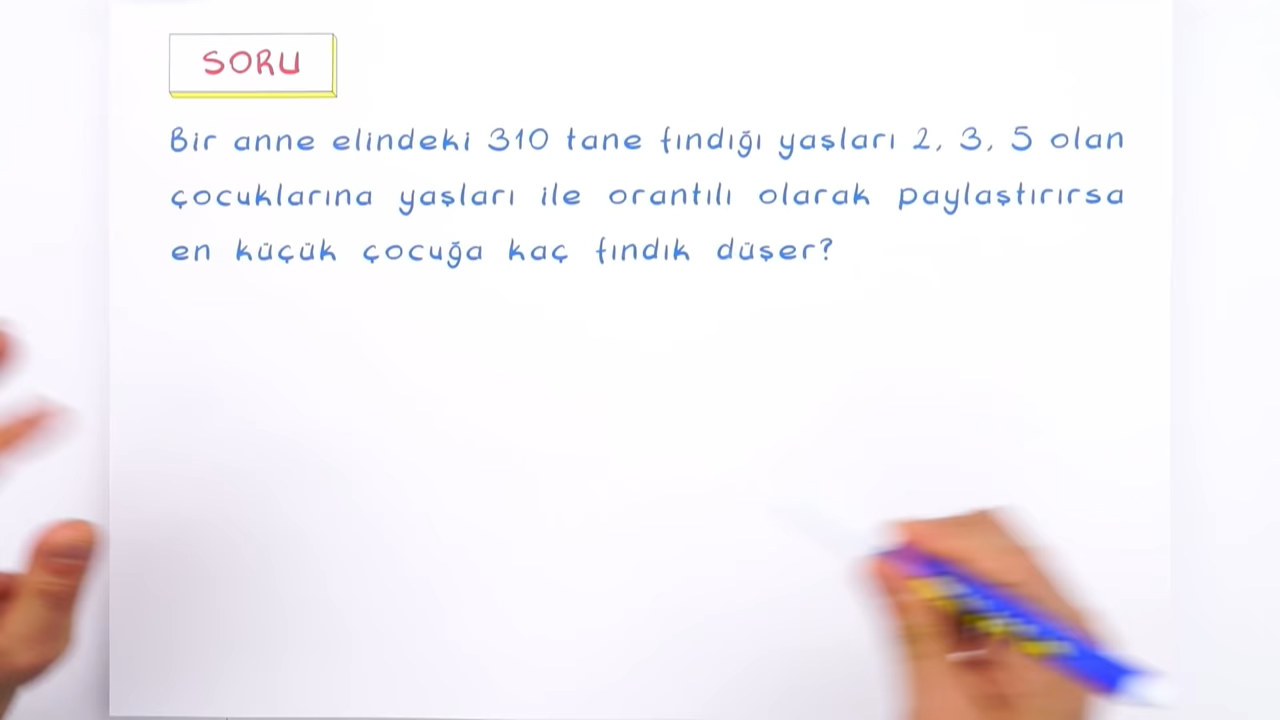 SORU
Bir anne elindeki 310 tane fındığı yaşları 2, 3, 5 olan
çocuklarına yaşları ile orantılı olarak paylaştırırsa
en küçük çocuğa kaç fındık düşer?